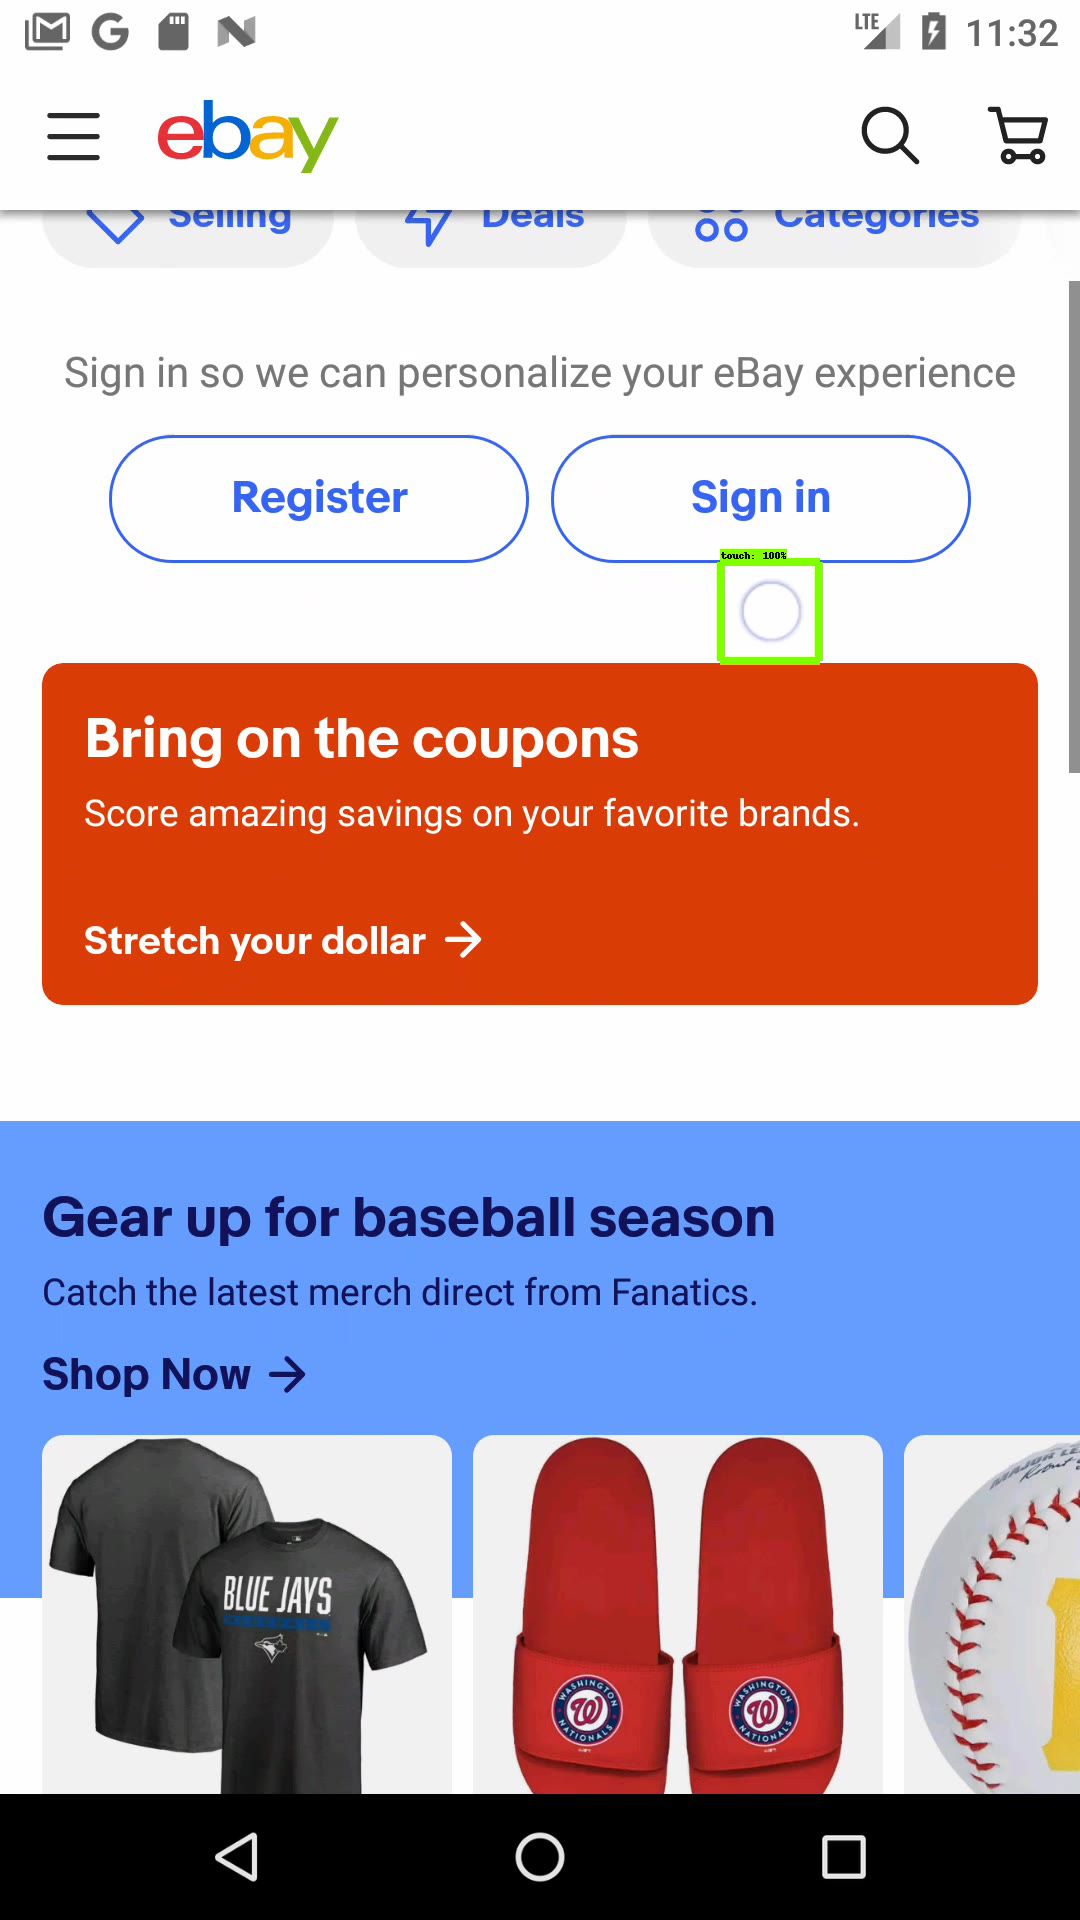 LTE 11:32
ebay
Selling Deals Categories
Sign in so we can personalize your eBay experience
Register Sign in
touch: 100%
Bring on the coupons
Score amazing savings on your favorite brands.
Stretch your dollar
Gear up for baseball season
Catch the latest merch direct from Fanatics.
Shop Now
BLUE JAYS
WASHINGTON NATIONALS
WASHINGTON NATIONALS